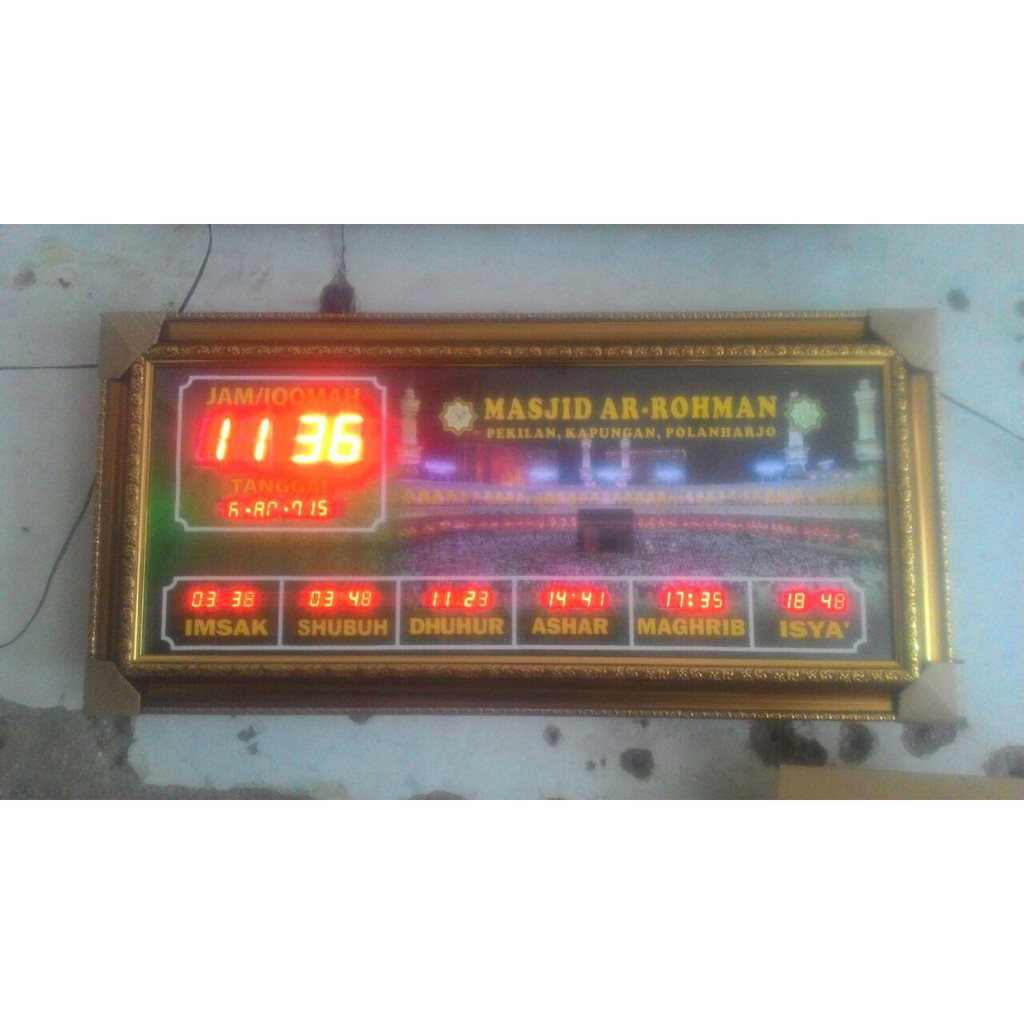 JAM/IQOMAH
11 36
TANGGAL
MASJID AR-ROHMAN
PEKILAN, KAPUNGAN, POLANHARJO
03 38 03 48 11 23 14:41 17:35 18 48
IMSAK SHUBUH DHUHUR ASHAR MAGHRIB ISYA'